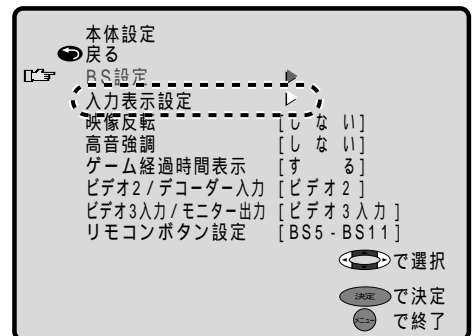 本体設定
戻る
BS設定
入力表示設定
映像反転 [しない]
高音強調 [しない]
ゲーム経過時間表示 [する]
ビデオ2/デコーダー入力 [ビデオ2]
ビデオ3入力/モニター出力 [ビデオ3入力]
リモコンボタン設定 [BS5-BS11]
で選択
決定 で決定
メニュー で終了